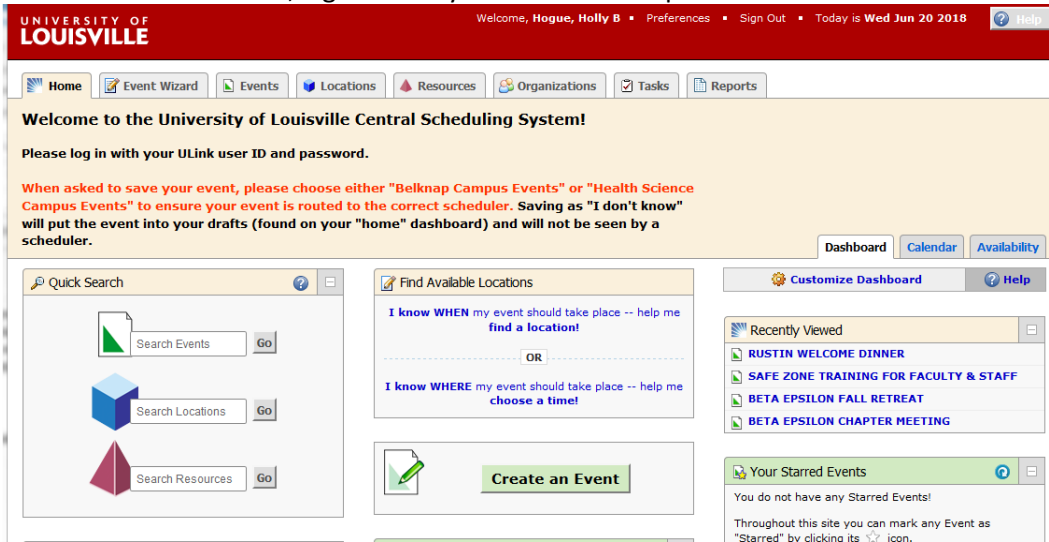 UNIVERSITY OF
LOUISVILLE
Welcome, Hogue, Holly B ▪ Preferences ▪ Sign Out ▪ Today is Wed Jun 20 2018
Help
Home
Event Wizard
Events
Locations
Resources
Organizations
Tasks
Reports
Welcome to the University of Louisville Central Scheduling System!
Please log in with your ULink user ID and password.
When asked to save your event, please choose either "Belknap Campus Events" or "Health Science
Campus Events" to ensure your event is routed to the correct scheduler. Saving as "I don't know"
will put the event into your drafts (found on your "home" dashboard) and will not be seen by a
scheduler.
Dashboard
Calendar
Availability
Quick Search
Search Events
Go
Search Locations
Go
Search Resources
Go
Find Available Locations
I know WHEN my event should take place -- help me
find a location!
OR
I know WHERE my event should take place -- help me
choose a time!
Create an Event
Customize Dashboard
Help
Recently Viewed
RUSTIN WELCOME DINNER
SAFE ZONE TRAINING FOR FACULTY & STAFF
BETA EPSILON FALL RETREAT
BETA EPSILON CHAPTER MEETING
Your Starred Events
You do not have any Starred Events!
Throughout this site you can mark any Event as
"Starred" by clicking its ☆ icon.